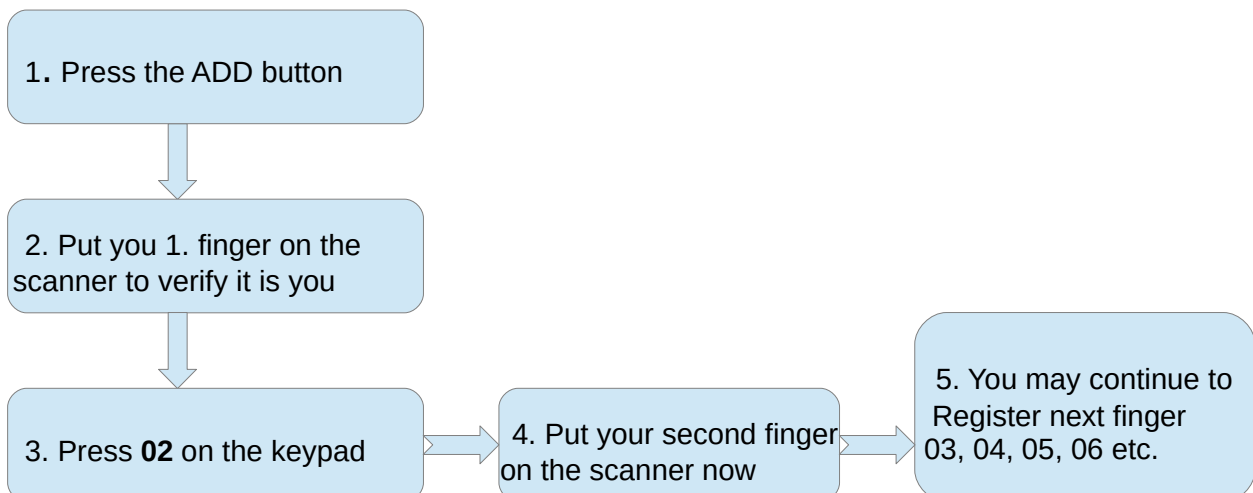 1. Press the ADD button
2. Put you 1. finger on the
scanner to verify it is you
3. Press 02 on the keypad
4. Put your second finger
on the scanner now
5. You may continue to
Register next finger
03, 04, 05, 06 etc.